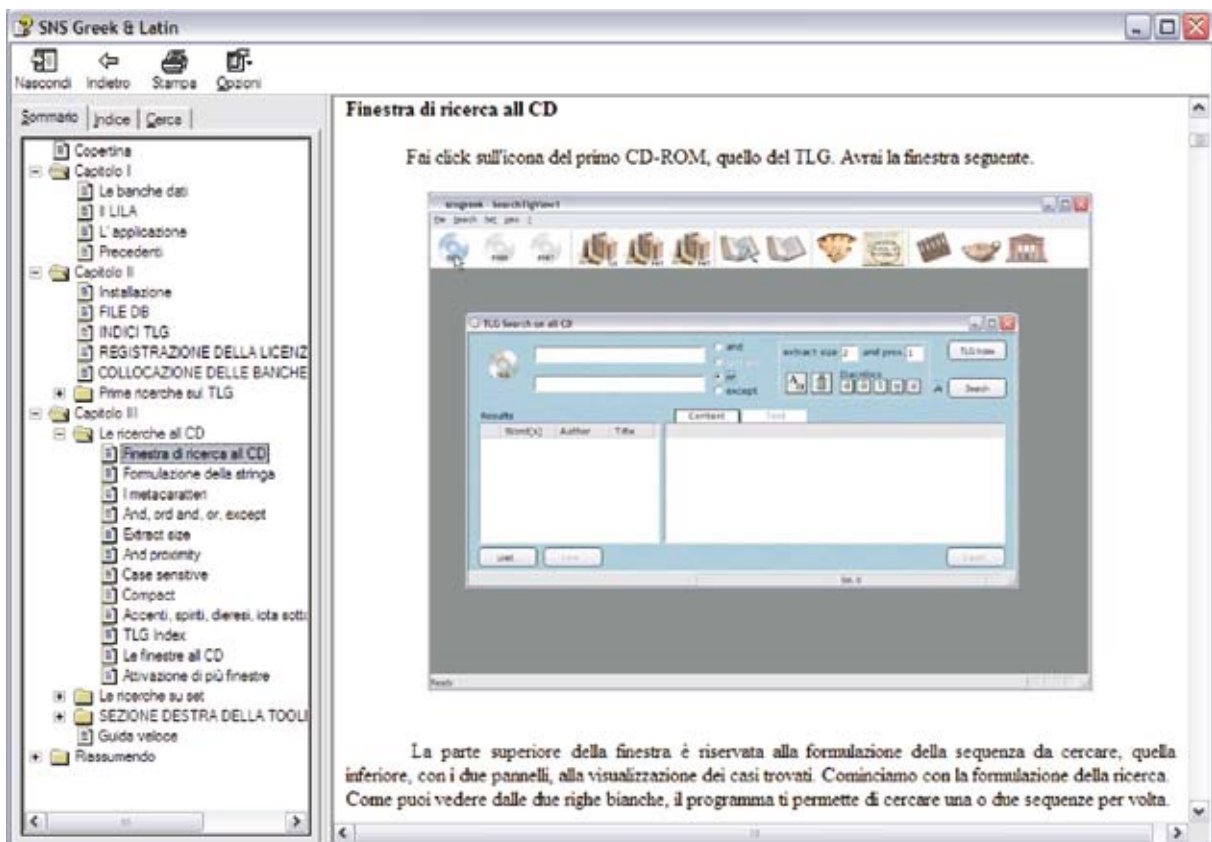 SNS Greek & Latin
Nascondi Indietro Stampa Opzioni
Sommario Indice Cerca
Copertina
Capitolo I
Le banche dati
Il LILA
L' applicazione
Precedenti
Capitolo II
Installazione
FILE DB
INDICI TLG
REGISTRAZIONE DELLA LICENZ
COLLOCAZIONE DELLE BANCHE
Prime ricerche sul TLG
Capitolo III
Le ricerche all CD
Finestra di ricerca all CD
Formulazione della stringa
I metacaratteri
And, ord and, or, except
Extract size
And proximity
Case sensitive
Compact
Accenti, spiriti, dieresi, iota sotto
TLG Index
Le finestre all CD
Attivazione di più finestre
Le ricerche su set
SEZIONE DESTRA DELLA TOOL
Guida veloce
Riassumendo
Finestra di ricerca all CD
Fai click sull'icona del primo CD-ROM, quello del TLG. Avrai la finestra seguente.
snsgreek - SearchTlgView1
TLG Search on all CD
and
or
except
extract size 2 and prox 1
Diacritics
TLG Index
Search
Results
Word(s) Author Title
Context Text
Load
Ready
La parte superiore della finestra è riservata alla formulazione della sequenza da cercare, quella
inferiore, con i due pannelli, alla visualizzazione dei casi trovati. Cominciamo con la formulazione della ricerca.
Come puoi vedere dalle due righe bianche, il programma ti permette di cercare una o due sequenze per volta.